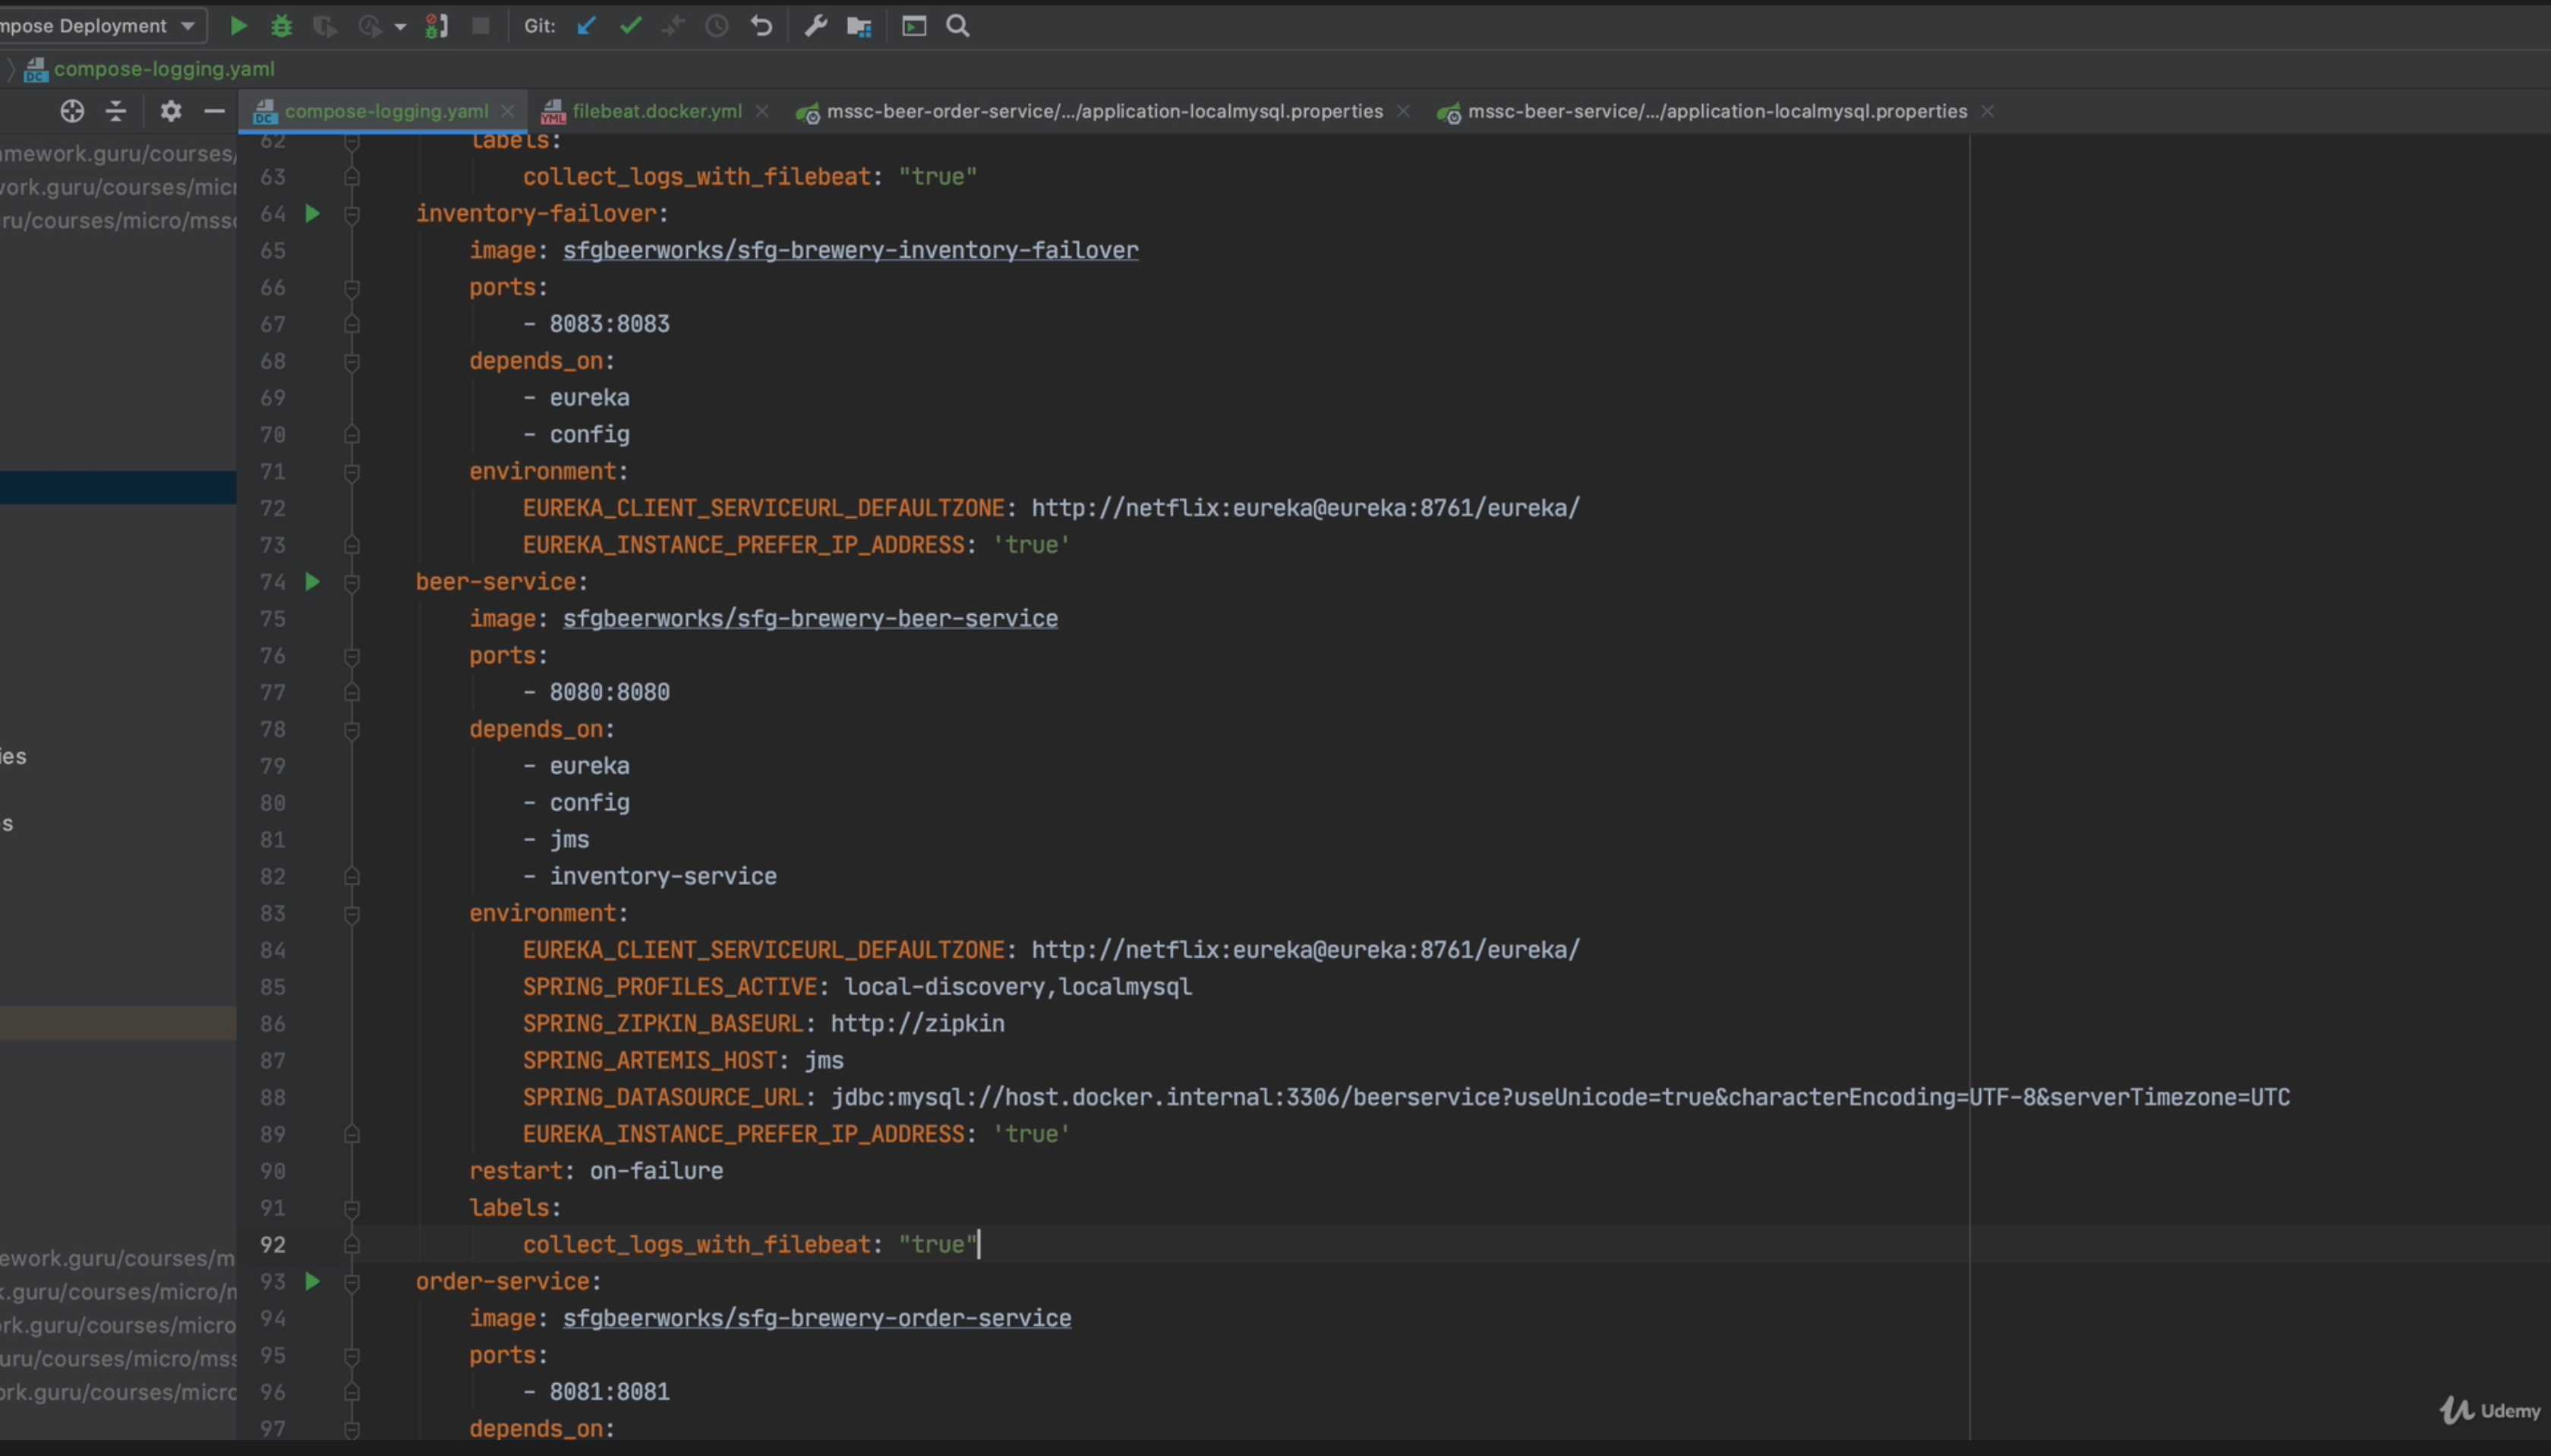 mpose Deployment
Git:
compose-logging.yaml
compose-logging.yaml
filebeat.docker.yml
mssc-beer-order-service/.../application-localmysql.properties
mssc-beer-service/.../application-localmysql.properties
amework.guru/courses/
work.guru/courses/micr
ru/courses/micro/mssc
ies
s
ework.guru/courses/m
k.guru/courses/micro/m
rk.guru/courses/micro
uru/courses/micro/mss
ork.guru/courses/micro
62 labels:
63 collect_logs_with_filebeat: "true"
64 inventory-failover:
65 image: sfgbeerworks/sfg-brewery-inventory-failover
66 ports:
67 - 8083:8083
68 depends_on:
69 - eureka
70 - config
71 environment:
72 EUREKA_CLIENT_SERVICEURL_DEFAULTZONE: http://netflix:eureka@eureka:8761/eureka/
73 EUREKA_INSTANCE_PREFER_IP_ADDRESS: 'true'
74 beer-service:
75 image: sfgbeerworks/sfg-brewery-beer-service
76 ports:
77 - 8080:8080
78 depends_on:
79 - eureka
80 - config
81 - jms
82 - inventory-service
83 environment:
84 EUREKA_CLIENT_SERVICEURL_DEFAULTZONE: http://netflix:eureka@eureka:8761/eureka/
85 SPRING_PROFILES_ACTIVE: local-discovery,localmysql
86 SPRING_ZIPKIN_BASEURL: http://zipkin
87 SPRING_ARTEMIS_HOST: jms
88 SPRING_DATASOURCE_URL: jdbc:mysql://host.docker.internal:3306/beerservice?useUnicode=true&characterEncoding=UTF-8&serverTimezone=UTC
89 EUREKA_INSTANCE_PREFER_IP_ADDRESS: 'true'
90 restart: on-failure
91 labels:
92 collect_logs_with_filebeat: "true"
93 order-service:
94 image: sfgbeerworks/sfg-brewery-order-service
95 ports:
96 - 8081:8081
97 depends_on:
Udemy